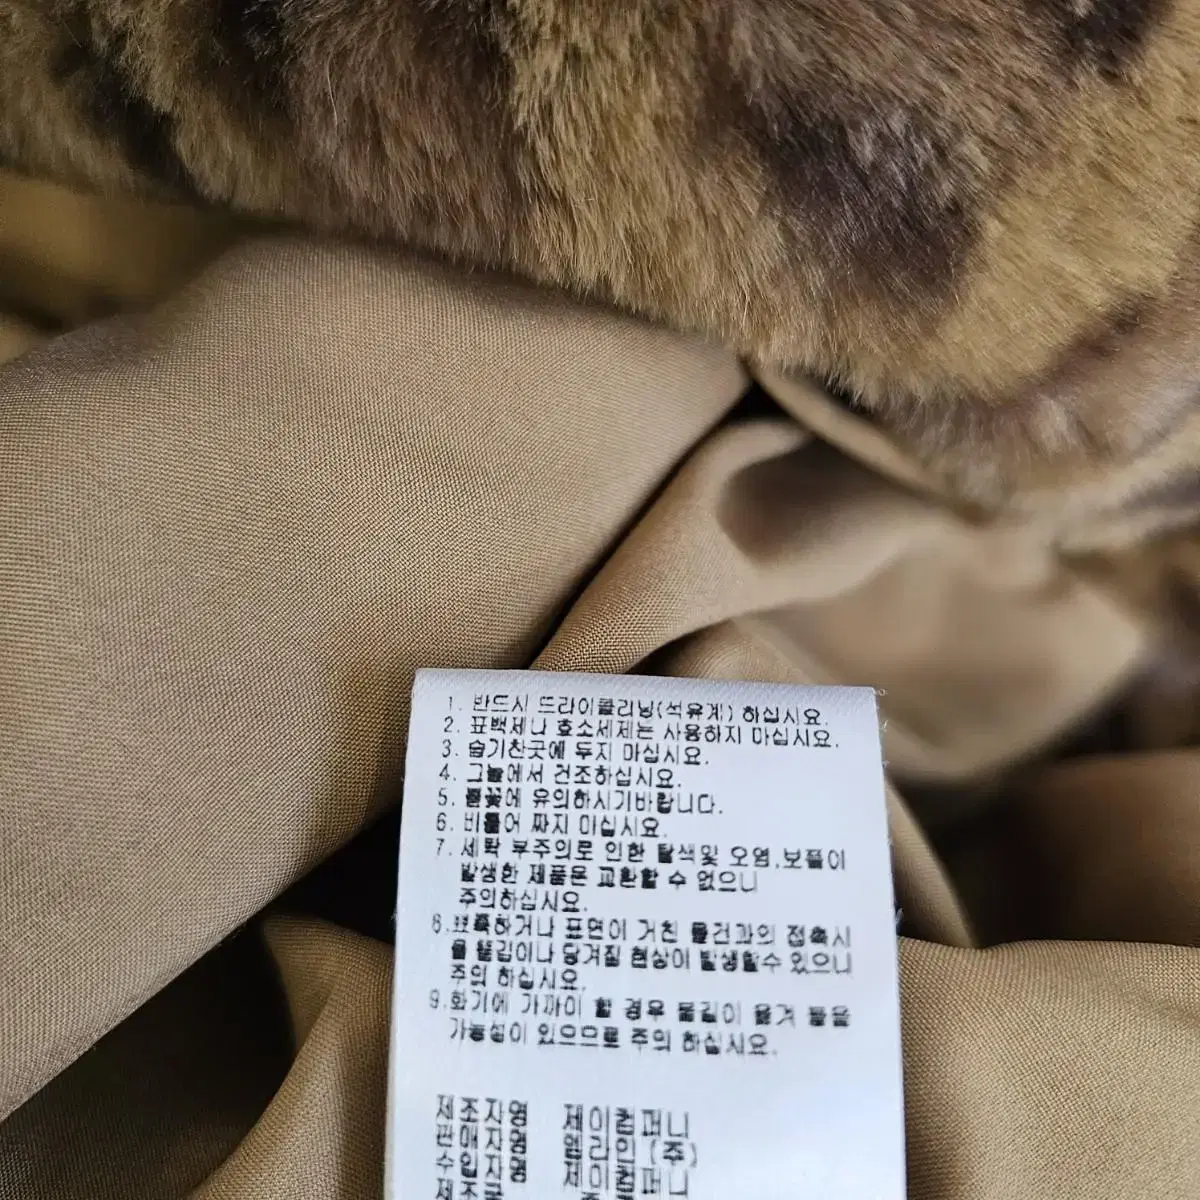 1. 반드시 뜨라이클리닝(석유계) 하십시요.
2. 표백제나 효소세제는 사용하지 마십시요.
3. 습기찬곳에 두지 마십시요.
4. 그늘에서 건조하십시요.
5. 불꽃에 유의하시기바랍니다.
6. 비틀어 짜지 마십시요.
7. 세탁 부주의로 인한 탈색및 오염,보풀이
발생한 제품은 교환할 수 없으니
주의하십시요.
8.뾰족하거나 표면이 거친 물건과의 접촉시
올 뜯김이나 당겨질 현상이 발생할수 있으니
주의 하십시요.
9.화기에 가까이 할 경우 불길이 옮겨 붙을
가능성이 있으므로 주의 하십시요.
제조자명 제이컴퍼니
판매자명 엠라인(주)
수입자명 제이컴퍼니
제조국